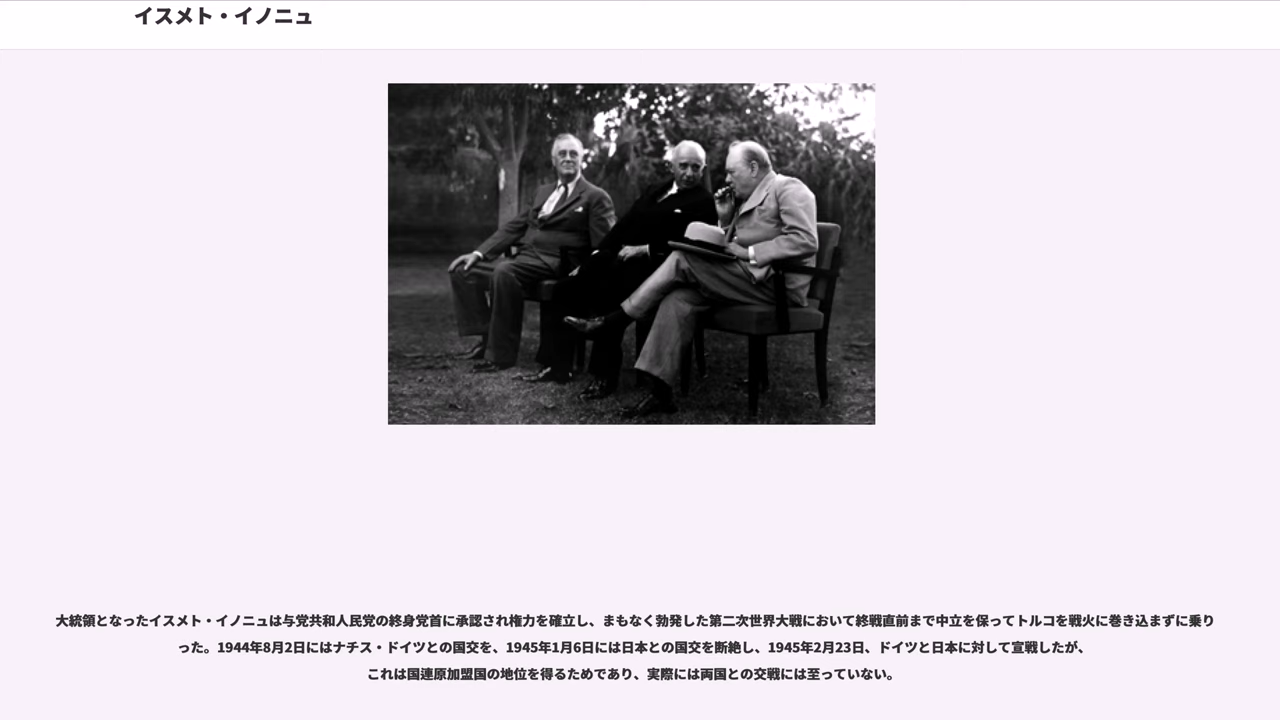 イスメト・イノニュ
大統領となったイスメト・イノニュは与党共和人民党の終身党首に承認され権力を確立し、まもなく勃発した第二次世界大戦において終戦直前まで中立を保ってトルコを戦火に巻き込まずに乗り
った。1944年8月2日にはナチス・ドイツとの国交を、1945年1月6日には日本との国交を断絶し、1945年2月23日、ドイツと日本に対して宣戦したが、
これは国連原加盟国の地位を得るためであり、実際には両国との交戦には至っていない。